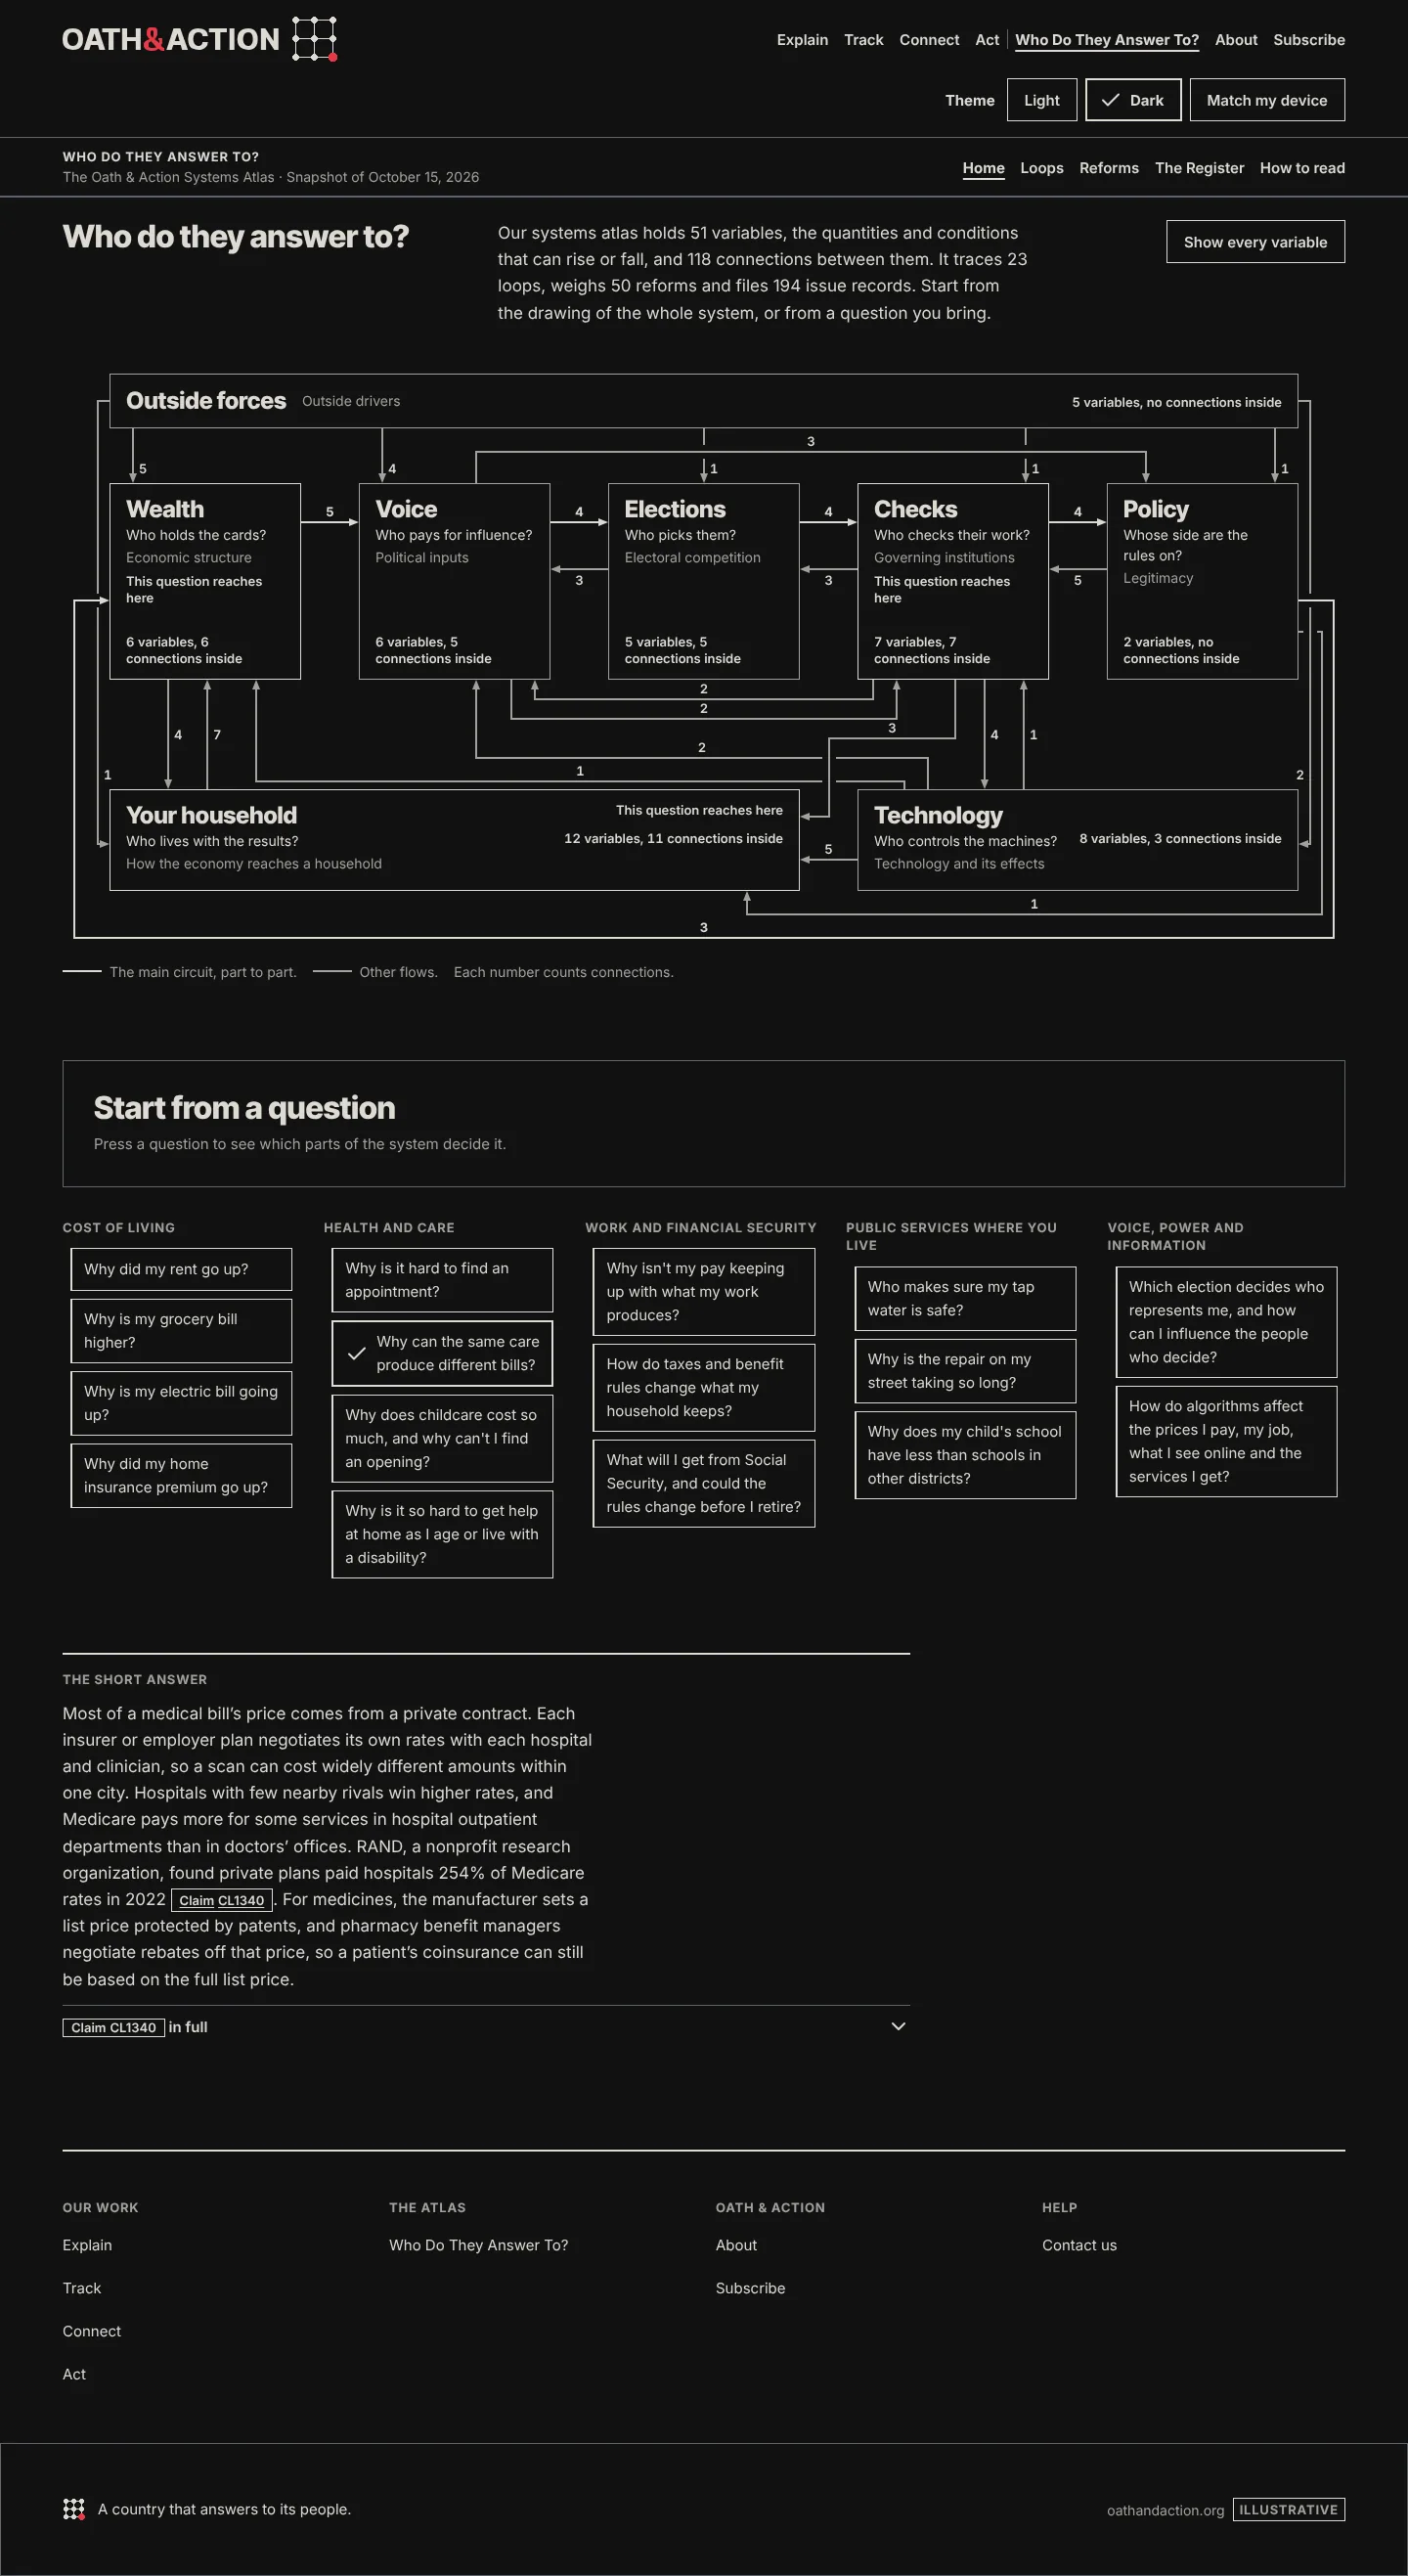 OATH&ACTION
Explain Track Connect Act Who Do They Answer To? About Subscribe
Theme Light Dark Match my device
WHO DO THEY ANSWER TO?
The Oath & Action Systems Atlas · Snapshot of October 15, 2026
Home Loops Reforms The Register How to read
Who do they answer to?
Our systems atlas holds 51 variables, the quantities and conditions
that can rise or fall, and 118 connections between them. It traces 23
loops, weighs 50 reforms and files 194 issue records. Start from
the drawing of the whole system, or from a question you bring.
Show every variable
Outside forces Outside drivers 5 variables, no connections inside
3
5 4 1 1 1
Wealth
Who holds the cards?
Economic structure
This question reaches
here
6 variables, 6
connections inside
5
Voice
Who pays for influence?
Political inputs
6 variables, 5
connections inside
4
3
Elections
Who picks them?
Electoral competition
5 variables, 5
connections inside
4
3
Checks
Who checks their work?
Governing institutions
This question reaches
here
7 variables, 7
connections inside
4
5
Policy
Whose side are the
rules on?
Legitimacy
2 variables, no
connections inside
2
2
3
4 7 4 1
2
1
1 2
Your household
Who lives with the results?
How the economy reaches a household
This question reaches here
12 variables, 11 connections inside
5
Technology
Who controls the machines?
Technology and its effects
8 variables, 3 connections inside
1
3
The main circuit, part to part. Other flows. Each number counts connections.
Start from a question
Press a question to see which parts of the system decide it.
COST OF LIVING
Why did my rent go up?
Why is my grocery bill
higher?
Why is my electric bill going
up?
Why did my home
insurance premium go up?
HEALTH AND CARE
Why is it hard to find an
appointment?
Why can the same care
produce different bills?
Why does childcare cost so
much, and why can't I find
an opening?
Why is it so hard to get help
at home as I age or live with
a disability?
WORK AND FINANCIAL SECURITY
Why isn't my pay keeping
up with what my work
produces?
How do taxes and benefit
rules change what my
household keeps?
What will I get from Social
Security, and could the
rules change before I retire?
PUBLIC SERVICES WHERE YOU
LIVE
Who makes sure my tap
water is safe?
Why is the repair on my
street taking so long?
Why does my child's school
have less than schools in
other districts?
VOICE, POWER AND
INFORMATION
Which election decides who
represents me, and how
can I influence the people
who decide?
How do algorithms affect
the prices I pay, my job,
what I see online and the
services I get?
THE SHORT ANSWER
Most of a medical bill’s price comes from a private contract. Each
insurer or employer plan negotiates its own rates with each hospital
and clinician, so a scan can cost widely different amounts within
one city. Hospitals with few nearby rivals win higher rates, and
Medicare pays more for some services in hospital outpatient
departments than in doctors’ offices. RAND, a nonprofit research
organization, found private plans paid hospitals 254% of Medicare
rates in 2022 Claim CL1340. For medicines, the manufacturer sets a
list price protected by patents, and pharmacy benefit managers
negotiate rebates off that price, so a patient’s coinsurance can still
be based on the full list price.
Claim CL1340 in full
OUR WORK
Explain
Track
Connect
Act
THE ATLAS
Who Do They Answer To?
OATH & ACTION
About
Subscribe
HELP
Contact us
A country that answers to its people.
oathandaction.org ILLUSTRATIVE